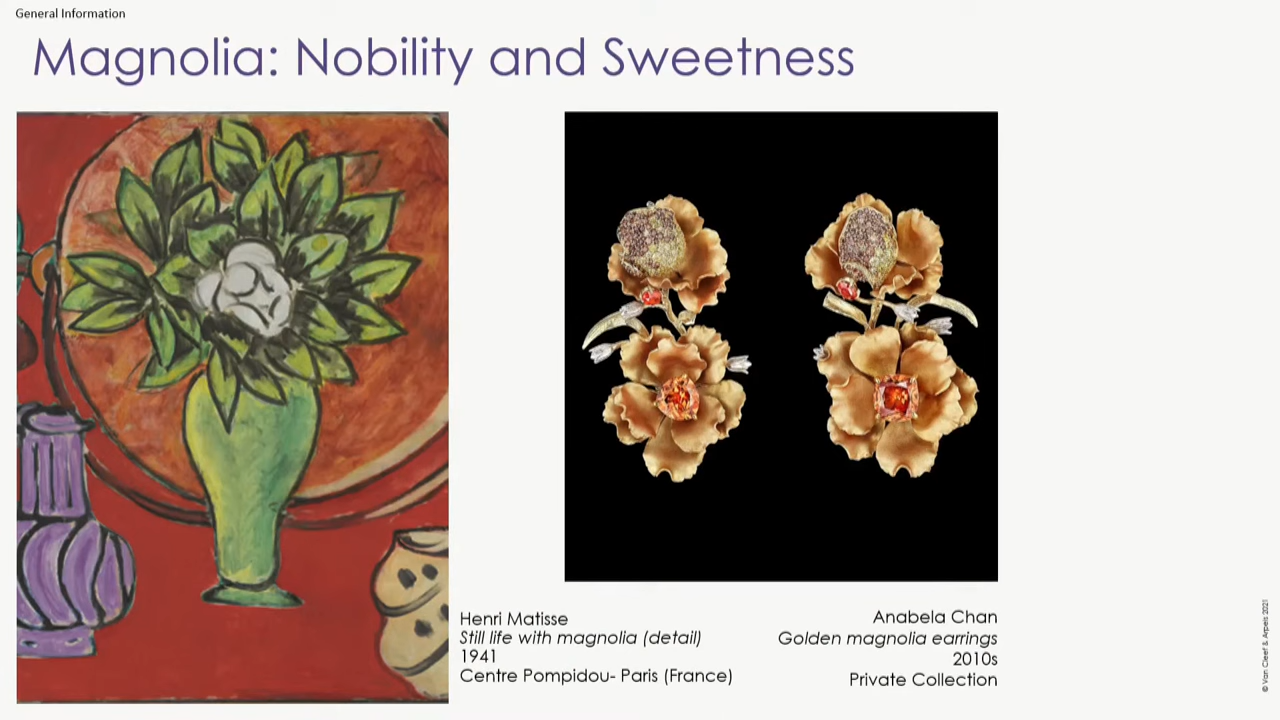 General Information
Magnolia: Nobility and Sweetness
Henri Matisse
Still life with magnolia (detail)
1941
Centre Pompidou- Paris (France)
Anabela Chan
Golden magnolia earrings
2010s
Private Collection
© Van Cleef & Arpels 2021